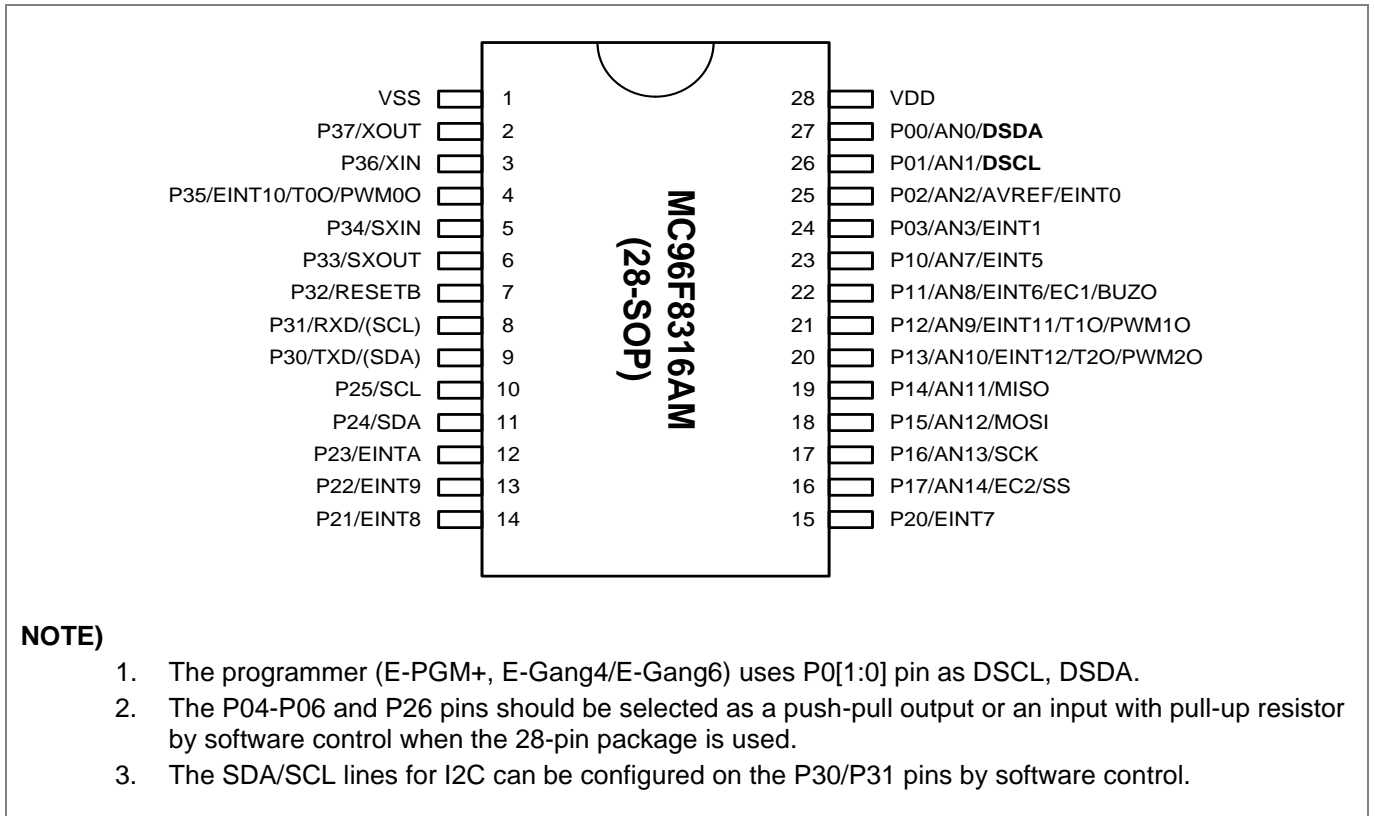 VSS 1 28 VDD
P37/XOUT 2 27 P00/AN0/DSDA
P36/XIN 3 26 P01/AN1/DSCL
P35/EINT10/T0O/PWM0O 4 25 P02/AN2/AVREF/EINT0
P34/SXIN 5 24 P03/AN3/EINT1
P33/SXOUT 6 23 P10/AN7/EINT5
P32/RESETB 7 22 P11/AN8/EINT6/EC1/BUZO
P31/RXD/(SCL) 8 21 P12/AN9/EINT11/T1O/PWM1O
P30/TXD/(SDA) 9 20 P13/AN10/EINT12/T2O/PWM2O
P25/SCL 10 19 P14/AN11/MISO
P24/SDA 11 18 P15/AN12/MOSI
P23/EINTA 12 17 P16/AN13/SCK
P22/EINT9 13 16 P17/AN14/EC2/SS
P21/EINT8 14 15 P20/EINT7
MC96F8316AM
(28-SOP)
NOTE)
1. The programmer (E-PGM+, E-Gang4/E-Gang6) uses P0[1:0] pin as DSCL, DSDA.
2. The P04-P06 and P26 pins should be selected as a push-pull output or an input with pull-up resistor
by software control when the 28-pin package is used.
3. The SDA/SCL lines for I2C can be configured on the P30/P31 pins by software control.